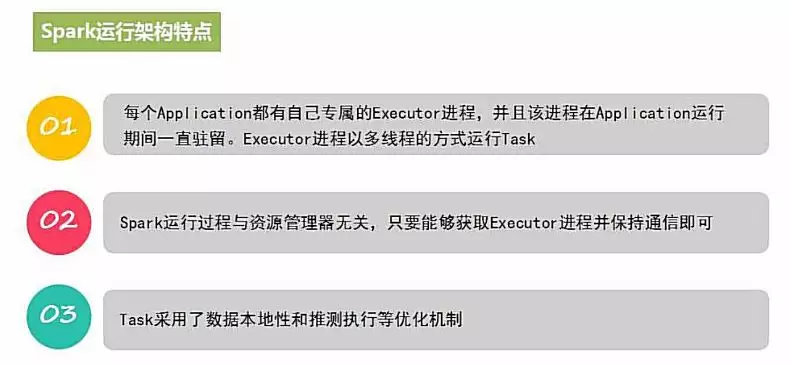 Spark运行架构特点
01
每个Application都有自己专属的Executor进程，并且该进程在Application运行
期间一直驻留。Executor进程以多线程的方式运行Task
02
Spark运行过程与资源管理器无关，只要能够获取Executor进程并保持通信即可
03
Task采用了数据本地性和推测执行等优化机制